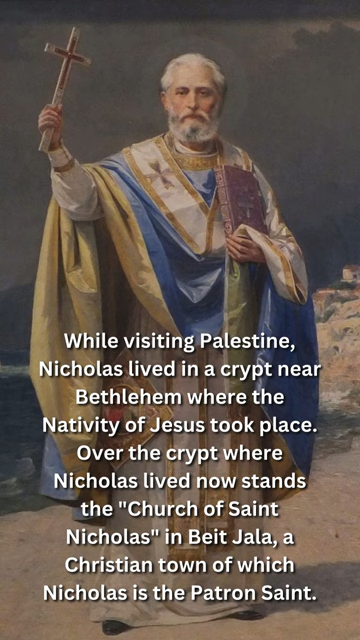 While visiting Palestine,
Nicholas lived in a crypt near
Bethlehem where the
Nativity of Jesus took place.
Over the crypt where
Nicholas lived now stands
the "Church of Saint
Nicholas" in Beit Jala, a
Christian town of which
Nicholas is the Patron Saint.